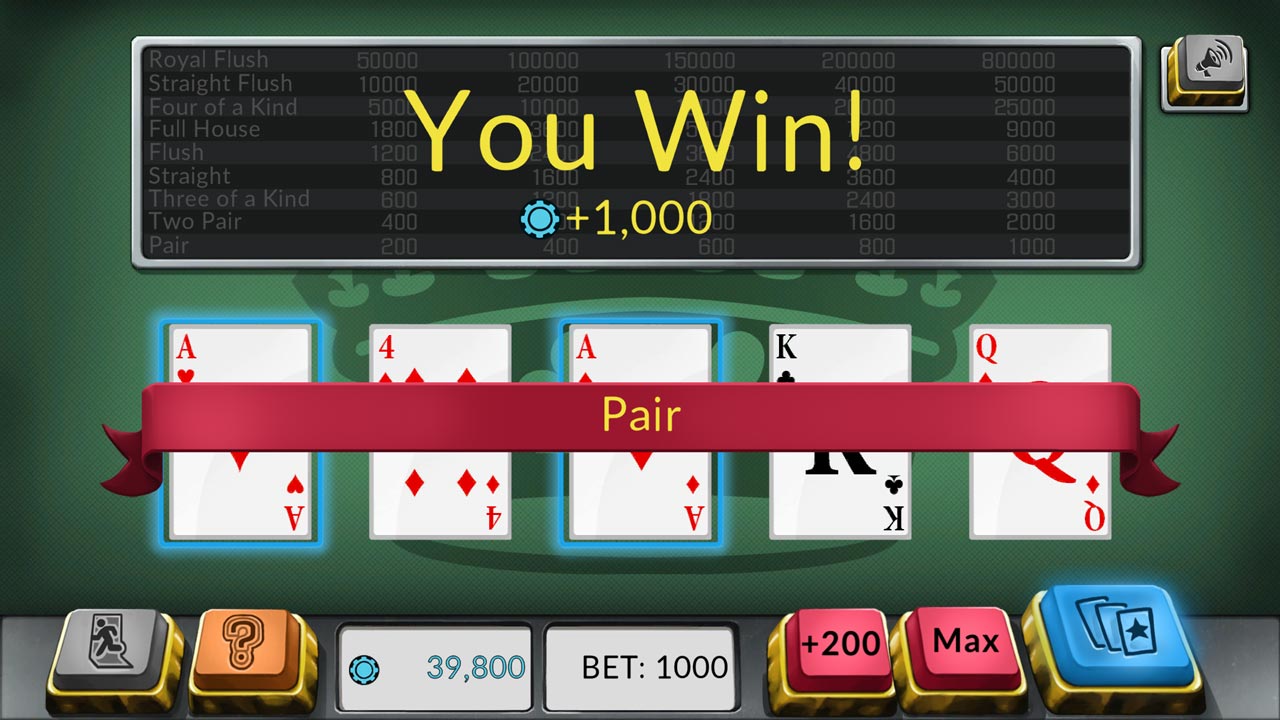 You Win!
+1,000
Royal Flush 50000 100000 150000 200000 800000
Straight Flush 10000 20000 30000 40000 50000
Four of a Kind 25000
Full House 1800 9000
Flush 1200 6000
Straight 800 1600 2400 3600 4000
Three of a Kind 600 2400 3000
Two Pair 400 1600 2000
Pair 200 400 600 800 1000
A 4 A K Q
Pair
A 4 A K Q
39,800 BET: 1000 +200 Max